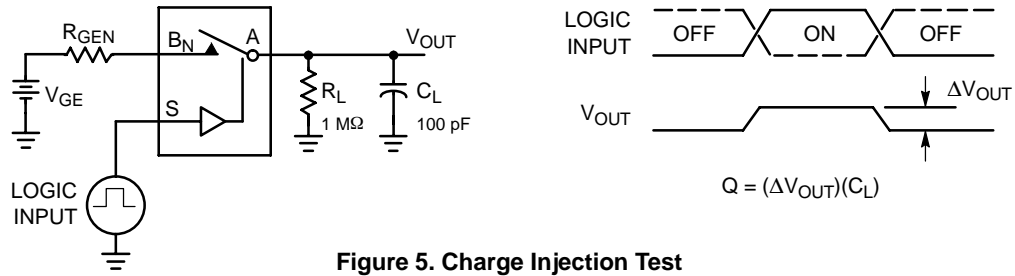 R_GEN
B_N
A
V_OUT
V_GE
S
R_L
1 MΩ
C_L
100 pF
LOGIC
INPUT
LOGIC
INPUT
OFF
ON
OFF
V_OUT
ΔV_OUT
Q = (ΔV_OUT)(C_L)
Figure 5. Charge Injection Test